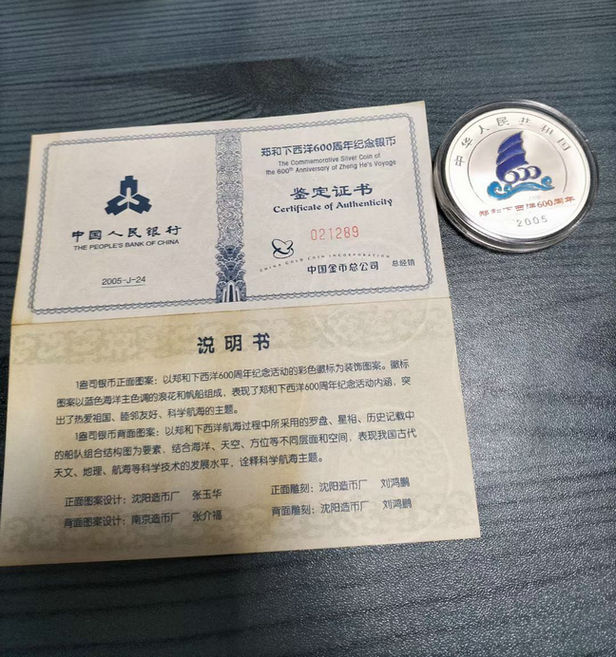 郑和下西洋600周年纪念银币
The Commemorative Silver Coin of
the 600th Anniversary of Zheng He's Voyage
鉴定证书
Certificate of Authenticity
021289
中国人民银行
THE PEOPLE'S BANK OF CHINA
2005-J-24
CHINA GOLD COIN INCORPORATION
中国金币总公司 总经销
中华人民共和国
郑和下西洋600周年
2005
说明书
1盎司银币正面图案：以郑和下西洋600周年纪念活动的彩色徽标为装饰图案。徽标
图案以蓝色海洋主色调的浪花和帆船组成，表现了郑和下西洋600周年纪念活动内涵，突
出了热爱祖国、睦邻友好、科学航海的主题。
1盎司银币背面图案：以郑和下西洋航海过程中所采用的罗盘、星相、历史记载中
的船队组合结构图为要素，结合海洋、天空、方位等不同层面和空间，表现我国古代
天文、地理、航海等科学技术的发展水平，诠释科学航海主题。
正面图案设计：沈阳造币厂 张玉华 正面雕刻：沈阳造币厂 刘鸿鹏
背面图案设计：南京造币厂 张介福 背面雕刻：沈阳造币厂 刘鸿鹏